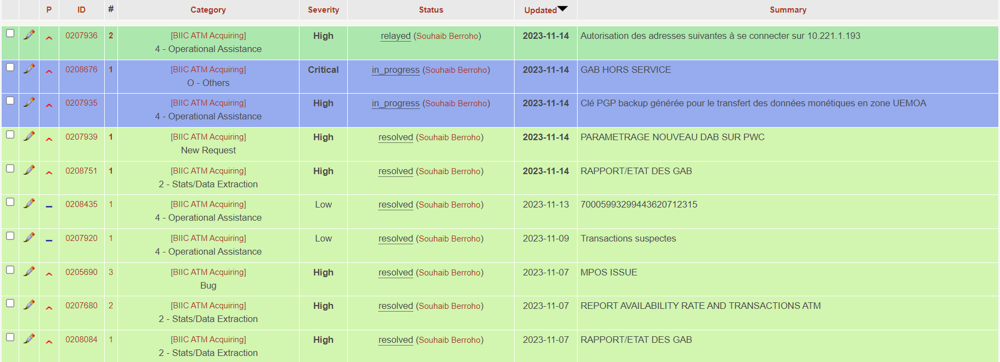 P ID # Category Severity Status Updated Summary
0207936 2 [BIIC ATM Acquiring] High relayed (Souhaib Berroho) 2023-11-14 Autorisation des adresses suivantes à se connecter sur 10.221.1.193
4 - Operational Assistance
0208676 1 [BIIC ATM Acquiring] Critical in_progress (Souhaib Berroho) 2023-11-14 GAB HORS SERVICE
O - Others
0207935 [BIIC ATM Acquiring] High in_progress (Souhaib Berroho) 2023-11-14 Clé PGP backup générée pour le transfert des données monétiques en zone UEMOA
4 - Operational Assistance
0207939 1 [BIIC ATM Acquiring] High resolved (Souhaib Berroho) 2023-11-14 PARAMETRAGE NOUVEAU DAB SUR PWC
New Request
0208751 1 [BIIC ATM Acquiring] High resolved (Souhaib Berroho) 2023-11-14 RAPPORT/ETAT DES GAB
2 - Stats/Data Extraction
0208435 1 [BIIC ATM Acquiring] Low resolved (Souhaib Berroho) 2023-11-13 70005993299443620712315
4 - Operational Assistance
0207920 1 [BIIC ATM Acquiring] Low resolved (Souhaib Berroho) 2023-11-09 Transactions suspectes
4 - Operational Assistance
0205690 3 [BIIC ATM Acquiring] High resolved (Souhaib Berroho) 2023-11-07 MPOS ISSUE
Bug
0207680 2 [BIIC ATM Acquiring] High resolved (Souhaib Berroho) 2023-11-07 REPORT AVAILABILITY RATE AND TRANSACTIONS ATM
2 - Stats/Data Extraction
0208084 1 [BIIC ATM Acquiring] High resolved (Souhaib Berroho) 2023-11-07 RAPPORT/ETAT DES GAB
2 - Stats/Data Extraction